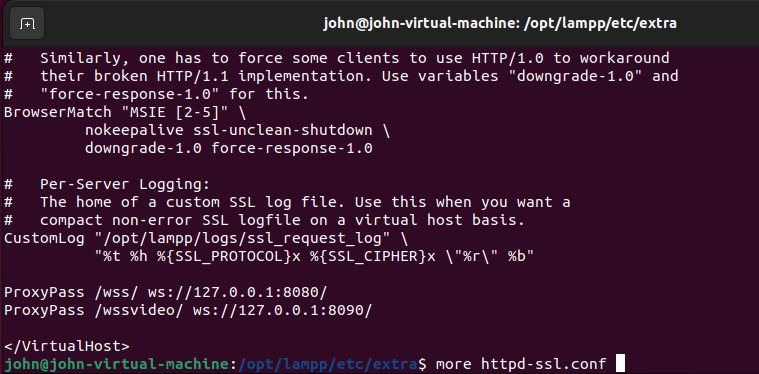 john@john-virtual-machine: /opt/lampp/etc/extra
#   Similarly, one has to force some clients to use HTTP/1.0 to workaround
#   their broken HTTP/1.1 implementation. Use variables "downgrade-1.0" and
#   "force-response-1.0" for this.
BrowserMatch "MSIE [2-5]" \
         nokeepalive ssl-unclean-shutdown \
         downgrade-1.0 force-response-1.0
#   Per-Server Logging:
#   The home of a custom SSL log file. Use this when you want a
#   compact non-error SSL logfile on a virtual host basis.
CustomLog "/opt/lampp/logs/ssl_request_log" \
          "%t %h %{SSL_PROTOCOL}x %{SSL_CIPHER}x \"%r\" %b"
ProxyPass /wss/ ws://127.0.0.1:8080/
ProxyPass /wssvideo/ ws://127.0.0.1:8090/
</VirtualHost>
john@john-virtual-machine:/opt/lampp/etc/extra$ more httpd-ssl.conf